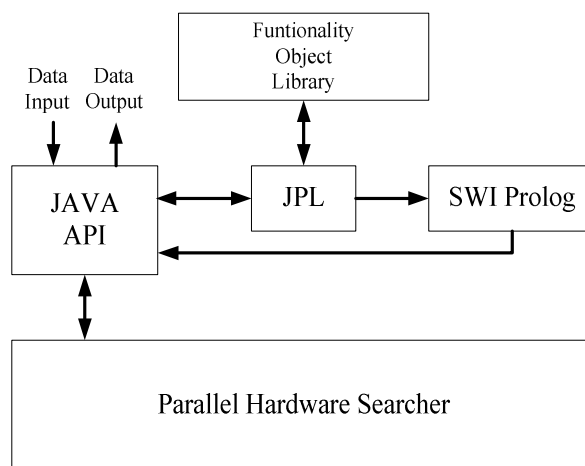 Funtionality
Object
Library
Data
Input
Data
Output
JAVA
API
JPL
SWI Prolog
Parallel Hardware Searcher